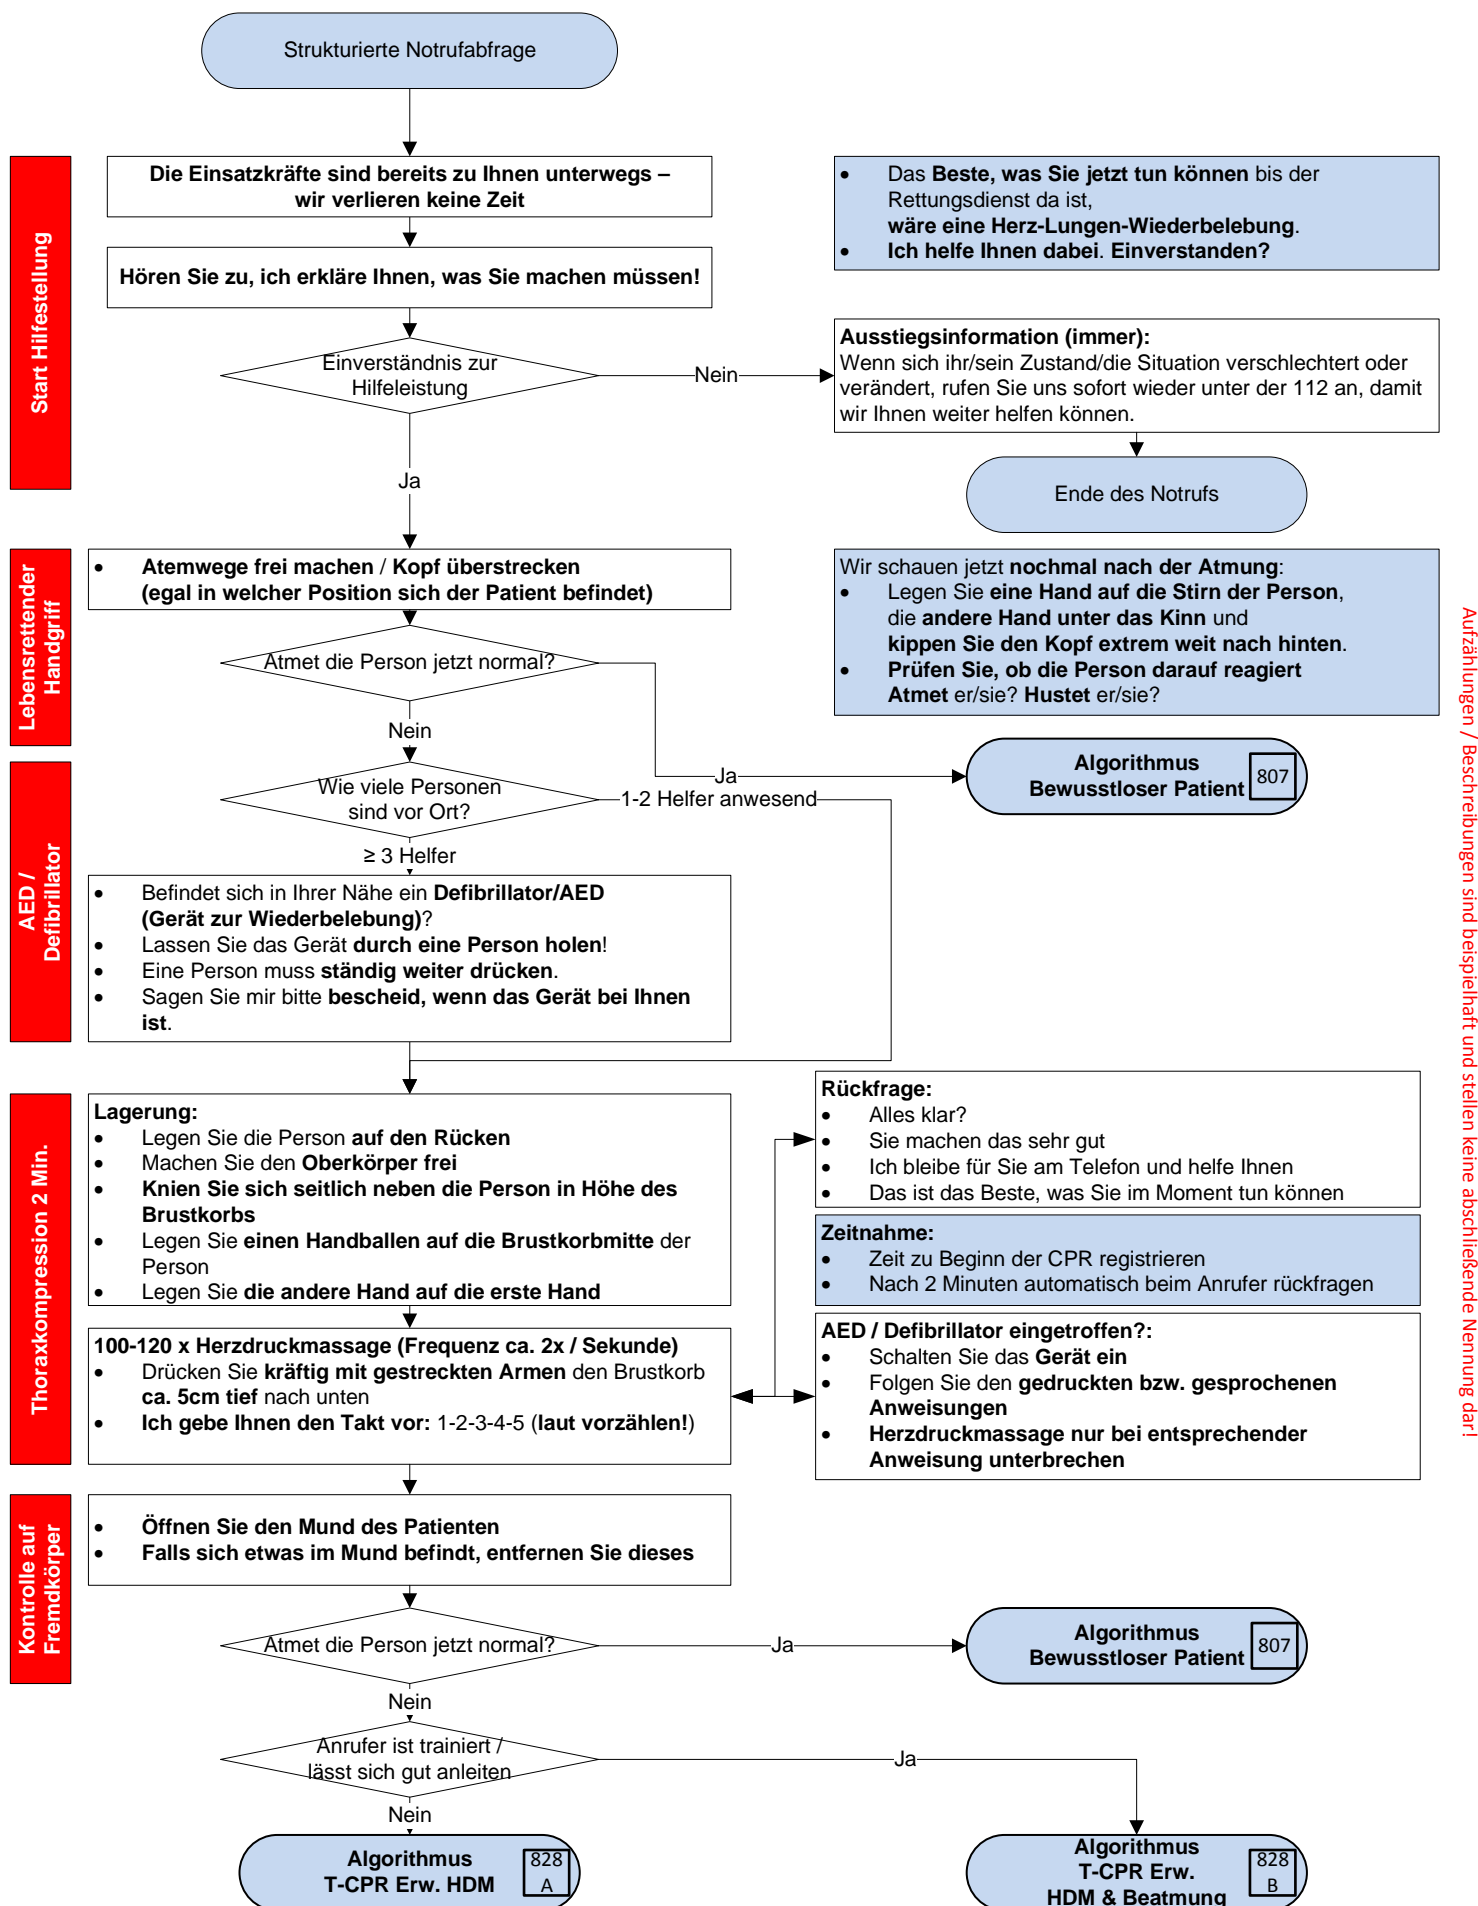 Strukturierte Notrufabfrage
Start Hilfestellung
Die Einsatzkräfte sind bereits zu Ihnen unterwegs –
wir verlieren keine Zeit
Hören Sie zu, ich erkläre Ihnen, was Sie machen müssen!
• Das Beste, was Sie jetzt tun können bis der
Rettungsdienst da ist,
wäre eine Herz-Lungen-Wiederbelebung.
• Ich helfe Ihnen dabei. Einverstanden?
Einverständnis zur
Hilfeleistung
Nein
Ausstiegsinformation (immer):
Wenn sich ihr/sein Zustand/die Situation verschlechtert oder
verändert, rufen Sie uns sofort wieder unter der 112 an, damit
wir Ihnen weiter helfen können.
Ja
Ende des Notrufs
Lebensrettender
Handgriff
• Atemwege frei machen / Kopf überstrecken
(egal in welcher Position sich der Patient befindet)
Wir schauen jetzt nochmal nach der Atmung:
• Legen Sie eine Hand auf die Stirn der Person,
die andere Hand unter das Kinn und
kippen Sie den Kopf extrem weit nach hinten.
• Prüfen Sie, ob die Person darauf reagiert
Atmet er/sie? Hustet er/sie?
Atmet die Person jetzt normal?
Nein
Ja
Algorithmus
Bewusstloser Patient
807
AED /
Defibrillator
Wie viele Personen
sind vor Ort?
1-2 Helfer anwesend
≥ 3 Helfer
• Befindet sich in Ihrer Nähe ein Defibrillator/AED
(Gerät zur Wiederbelebung)?
• Lassen Sie das Gerät durch eine Person holen!
• Eine Person muss ständig weiter drücken.
• Sagen Sie mir bitte bescheid, wenn das Gerät bei Ihnen
ist.
Thoraxkompression 2 Min.
Lagerung:
• Legen Sie die Person auf den Rücken
• Machen Sie den Oberkörper frei
• Knien Sie sich seitlich neben die Person in Höhe des
Brustkorbs
• Legen Sie einen Handballen auf die Brustkorbmitte der
Person
• Legen Sie die andere Hand auf die erste Hand
Rückfrage:
• Alles klar?
• Sie machen das sehr gut
• Ich bleibe für Sie am Telefon und helfe Ihnen
• Das ist das Beste, was Sie im Moment tun können
Zeitnahme:
• Zeit zu Beginn der CPR registrieren
• Nach 2 Minuten automatisch beim Anrufer rückfragen
100-120 x Herzdruckmassage (Frequenz ca. 2x / Sekunde)
• Drücken Sie kräftig mit gestreckten Armen den Brustkorb
ca. 5cm tief nach unten
• Ich gebe Ihnen den Takt vor: 1-2-3-4-5 (laut vorzählen!)
AED / Defibrillator eingetroffen?:
• Schalten Sie das Gerät ein
• Folgen Sie den gedruckten bzw. gesprochenen
Anweisungen
• Herzdruckmassage nur bei entsprechender
Anweisung unterbrechen
Kontrolle auf
Fremdkörper
• Öffnen Sie den Mund des Patienten
• Falls sich etwas im Mund befindt, entfernen Sie dieses
Atmet die Person jetzt normal?
Ja
Algorithmus
Bewusstloser Patient
807
Nein
Anrufer ist trainiert /
lässt sich gut anleiten
Ja
Nein
Algorithmus
T-CPR Erw. HDM
828
A
Algorithmus
T-CPR Erw.
HDM & Beatmung
828
B
Aufzählungen / Beschreibungen sind beispielhaft und stellen keine abschließende Nennung dar!